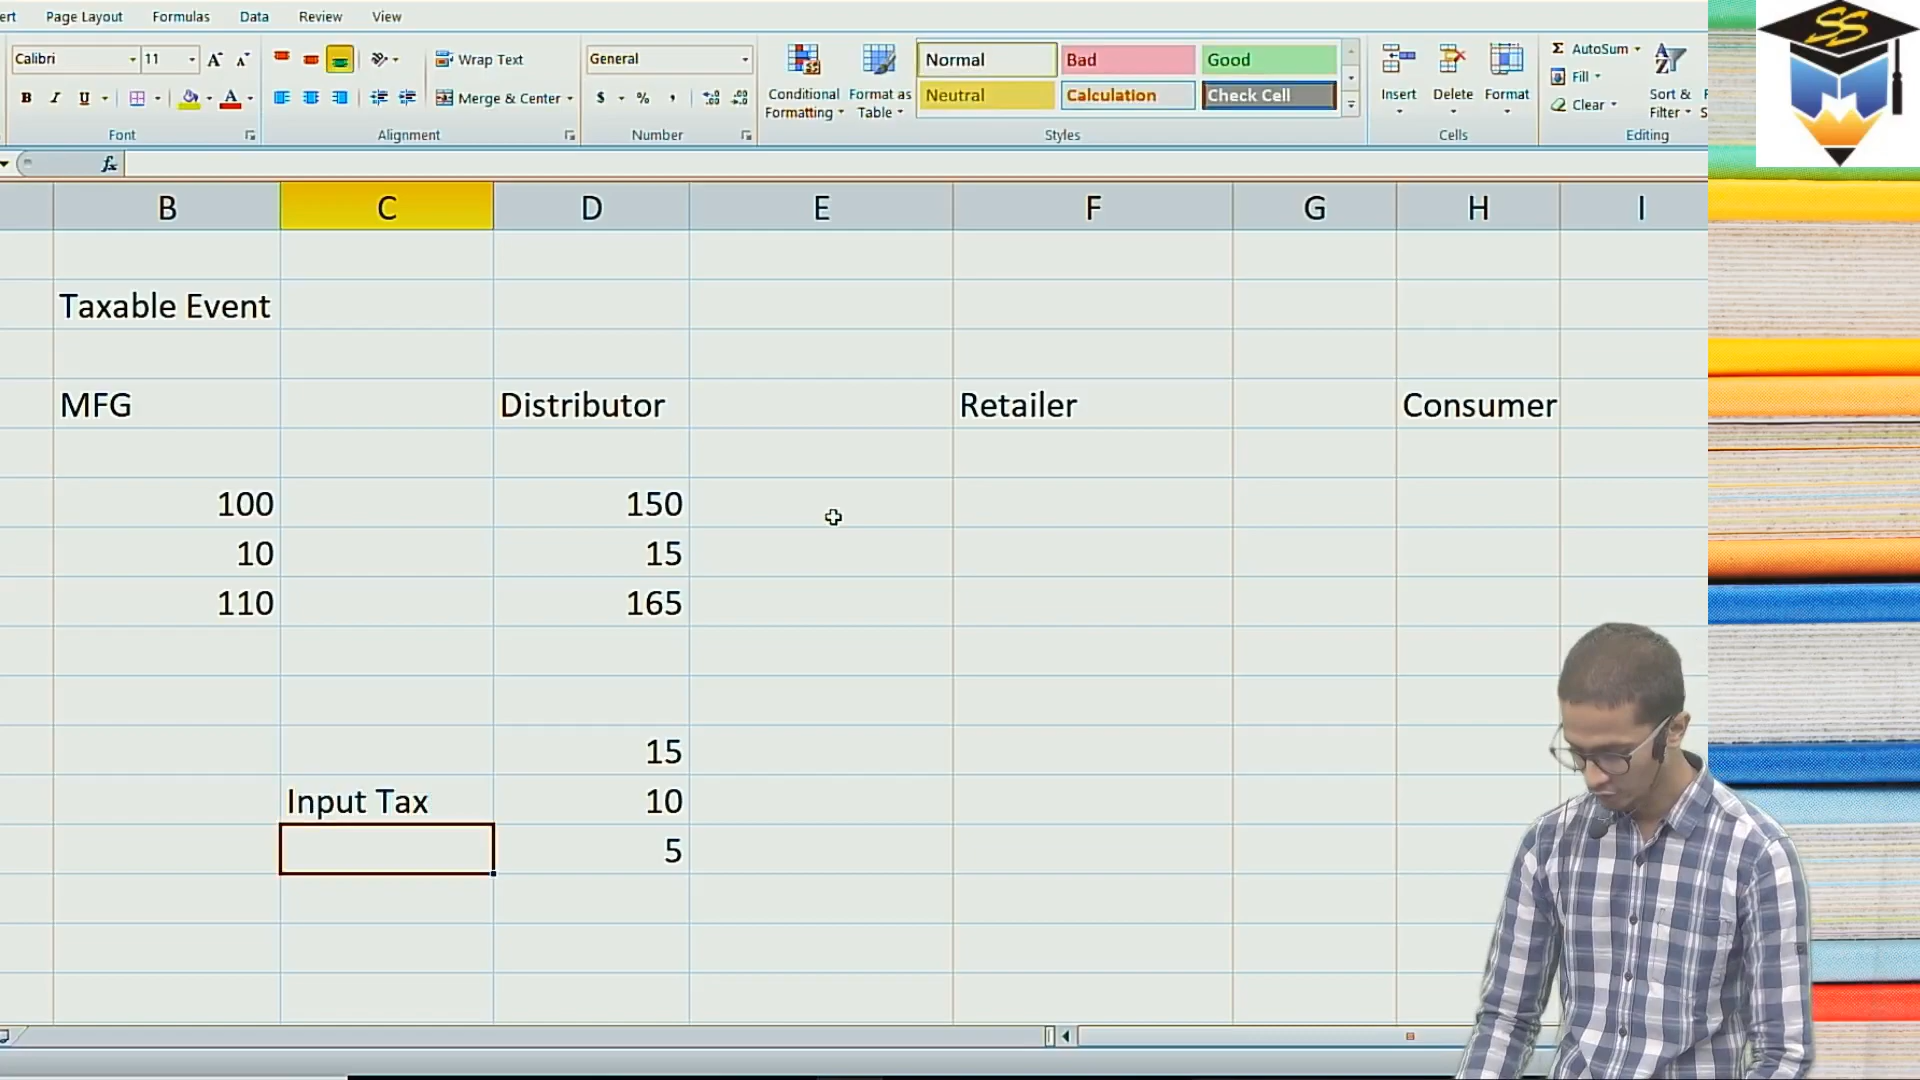 ert Page Layout Formulas Data Review View
Calibri 11 A A Wrap Text General Normal Bad Good Insert Delete Format Σ AutoSum
B I U A Merge & Center $ % , Conditional Formatting Format as Table Neutral Calculation Check Cell Fill Clear Sort & Filter
Font Alignment Number Styles Cells Editing
fx
B C D E F G H I
Taxable Event
MFG Distributor Retailer Consumer
100 150
10 15
110 165
15
Input Tax 10
5
SS